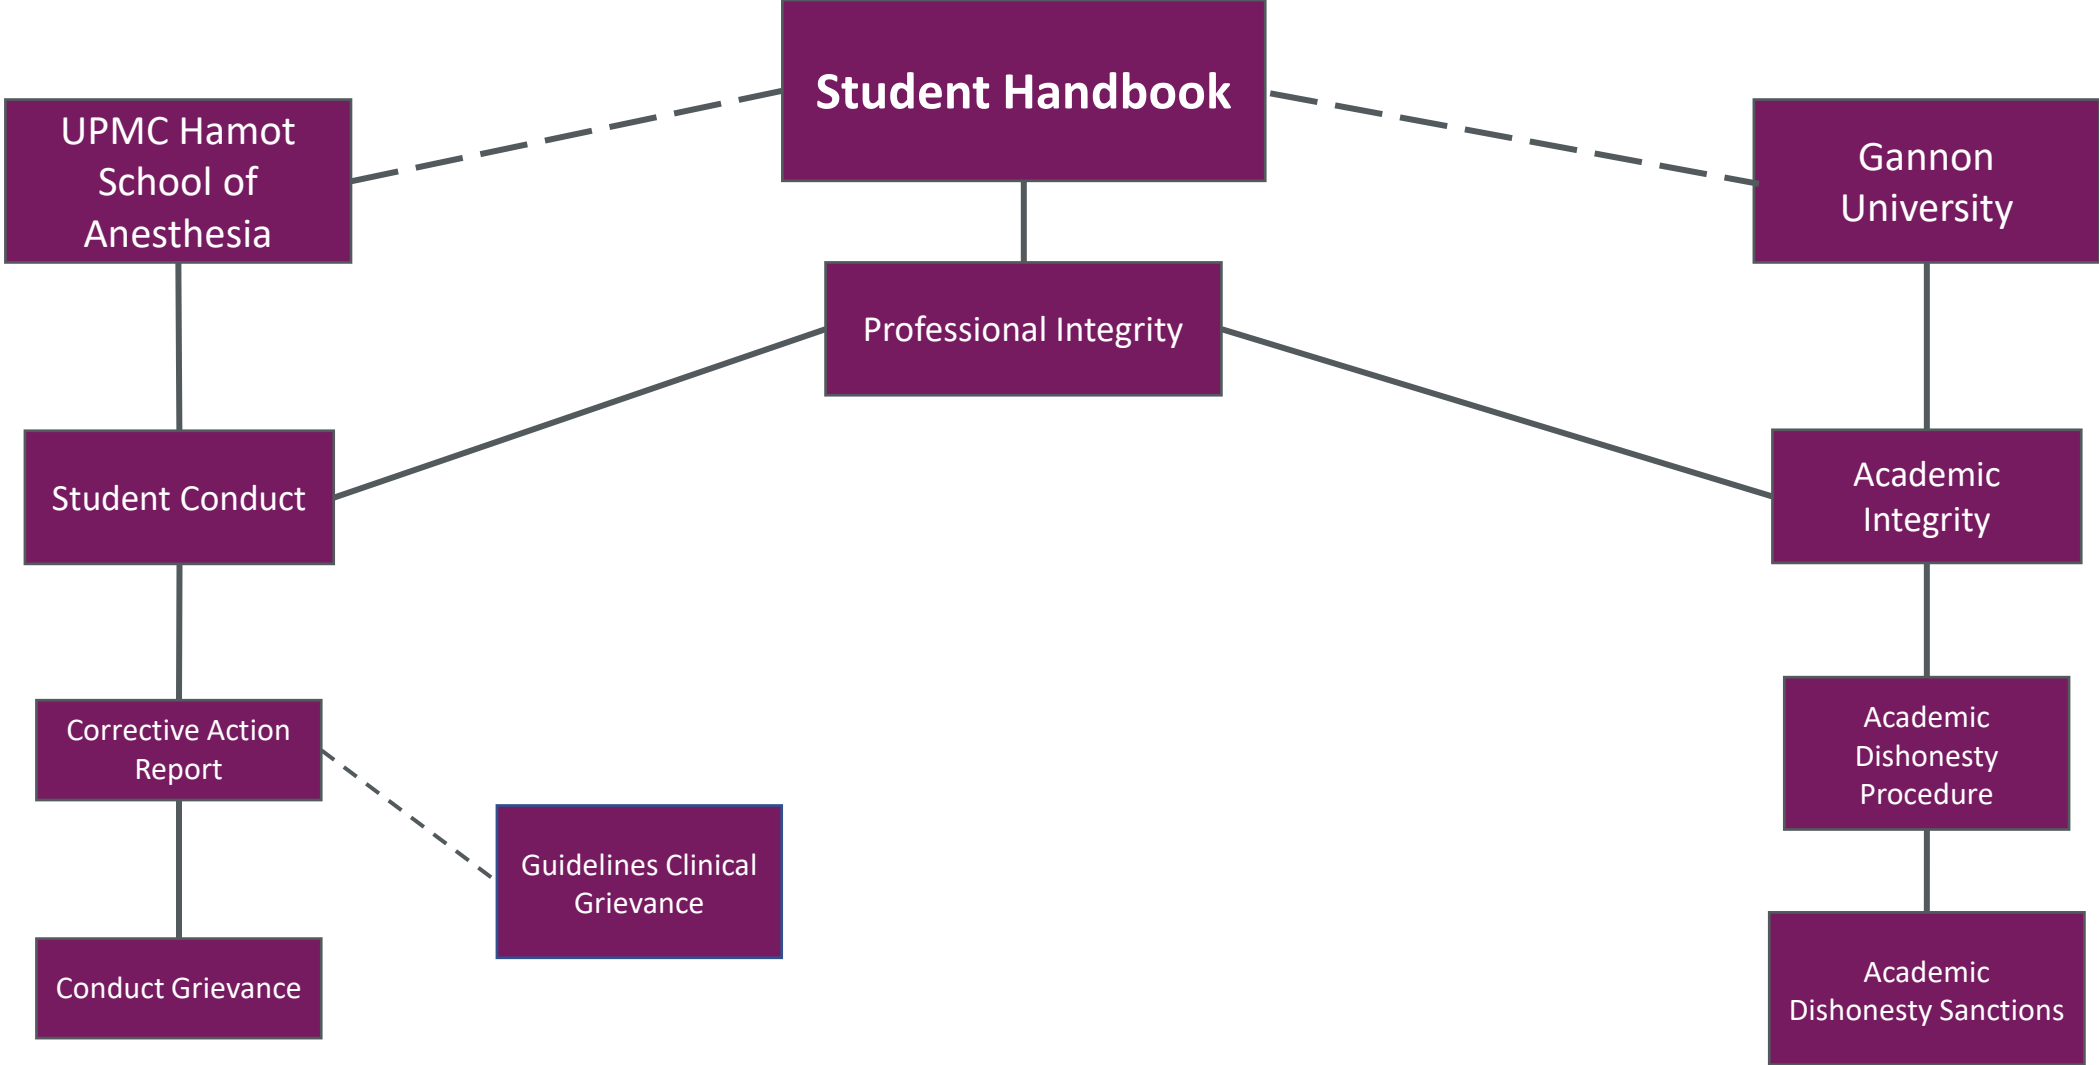 Student Handbook
UPMC Hamot
School of
Anesthesia
Gannon
University
Professional Integrity
Student Conduct
Academic
Integrity
Corrective Action
Report
Academic
Dishonesty
Procedure
Guidelines Clinical
Grievance
Conduct Grievance
Academic
Dishonesty Sanctions